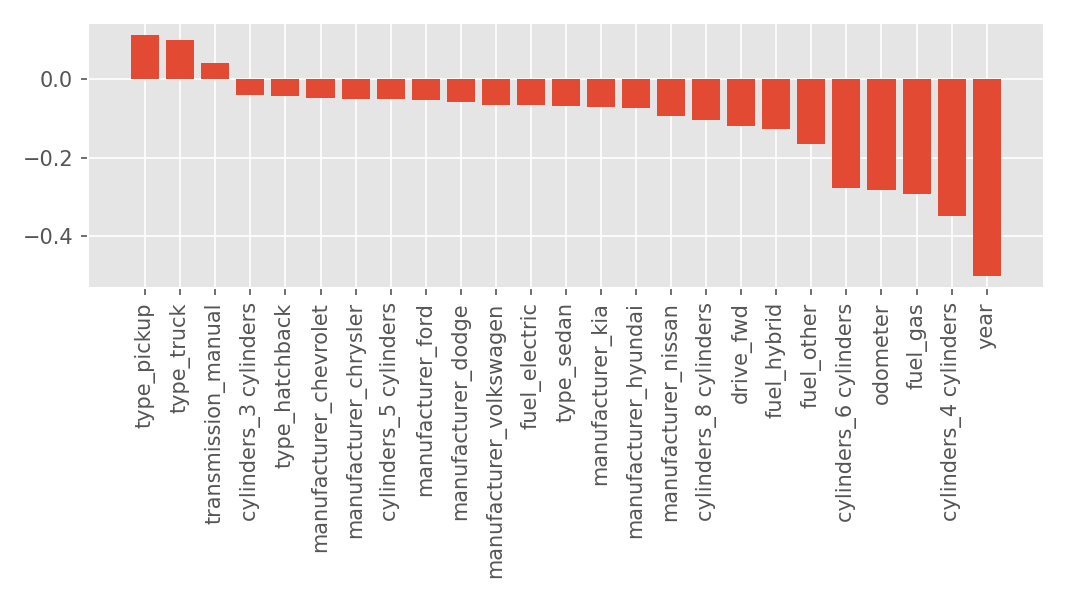 0.0
−0.2
−0.4
type_pickup
type_truck
transmission_manual
cylinders_3 cylinders
type_hatchback
manufacturer_chevrolet
manufacturer_chrysler
cylinders_5 cylinders
manufacturer_ford
manufacturer_dodge
manufacturer_volkswagen
fuel_electric
type_sedan
manufacturer_kia
manufacturer_hyundai
manufacturer_nissan
cylinders_8 cylinders
drive_fwd
fuel_hybrid
fuel_other
cylinders_6 cylinders
odometer
fuel_gas
cylinders_4 cylinders
year